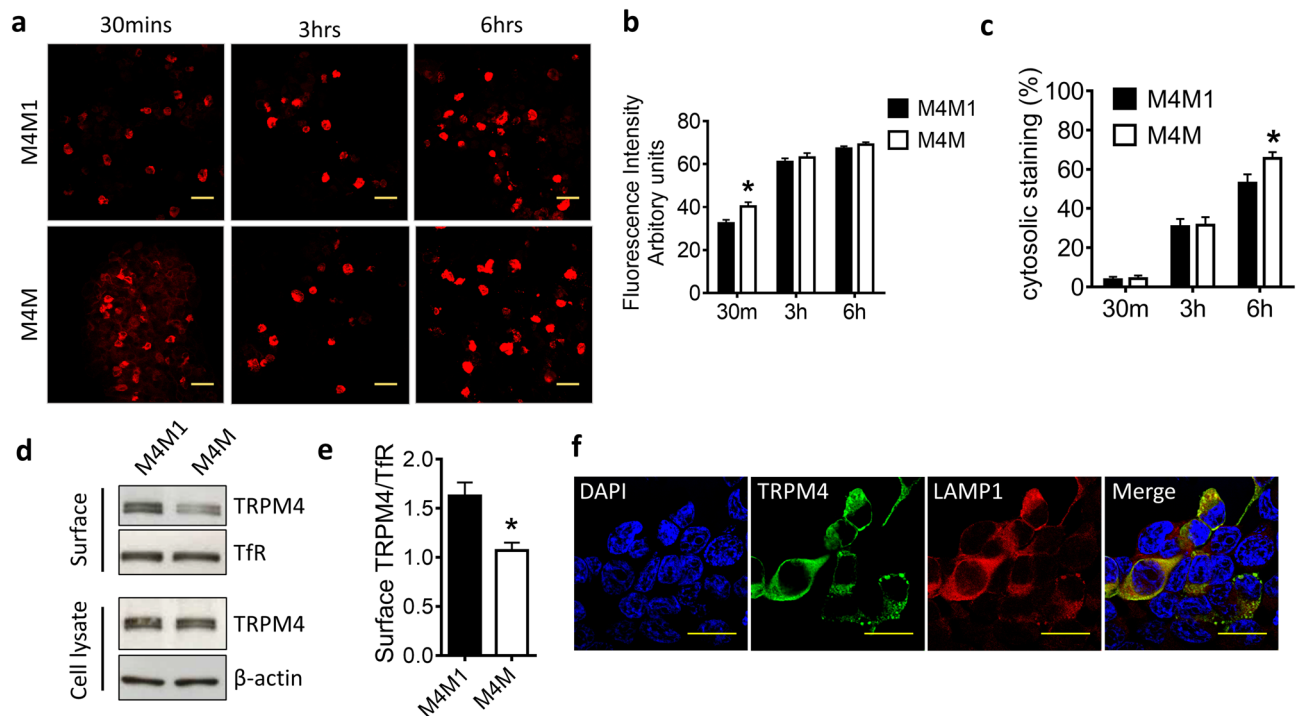 a
30mins
3hrs
6hrs
M4M1
M4M
b
Fluorescence Intensity
Arbitory units
80
60
40
20
0
*
30m
3h
6h
M4M1
M4M
c
cytosolic staining (%)
100
80
60
40
20
0
M4M1
M4M
*
30m
3h
6h
d
M4M1
M4M
Surface
TRPM4
TfR
Cell lysate
TRPM4
β-actin
e
Surface TRPM4/TfR
2.0
1.5
1.0
0.5
0.0
*
M4M1
M4M
f
DAPI
TRPM4
LAMP1
Merge